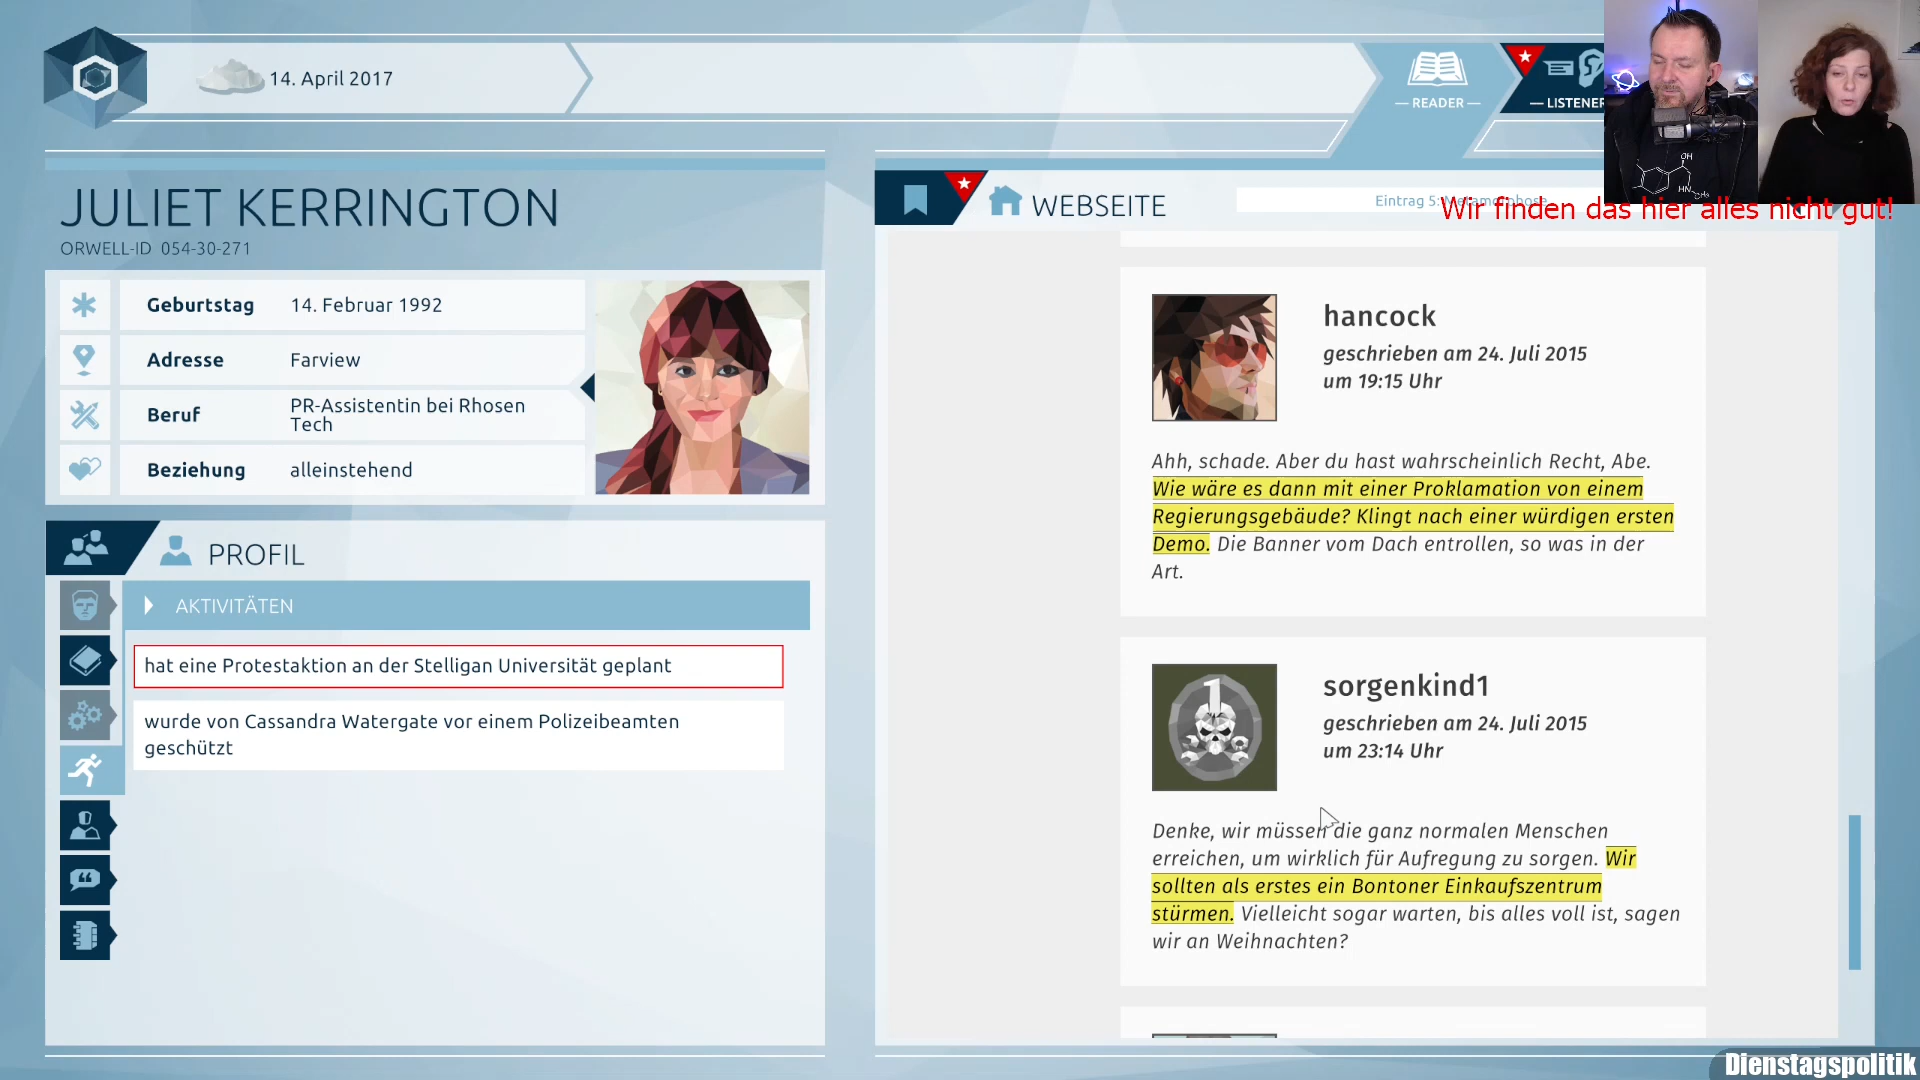 14. April 2017
— READER —
— LISTENER
JULIET KERRINGTON
ORWELL-ID 054-30-271
Geburtstag 14. Februar 1992
Adresse Farview
Beruf PR-Assistentin bei Rhosen
Tech
Beziehung alleinstehend
PROFIL
AKTIVITÄTEN
hat eine Protestaktion an der Stelligan Universität geplant
wurde von Cassandra Watergate vor einem Polizeibeamten
geschützt
WEBSEITE
Eintrag 5: Metamorphose
Wir finden das hier alles nicht gut!
hancock
geschrieben am 24. Juli 2015
um 19:15 Uhr
Ahh, schade. Aber du hast wahrscheinlich Recht, Abe.
Wie wäre es dann mit einer Proklamation von einem
Regierungsgebäude? Klingt nach einer würdigen ersten
Demo. Die Banner vom Dach entrollen, so was in der
Art.
1
sorgenkind1
geschrieben am 24. Juli 2015
um 23:14 Uhr
Denke, wir müssen die ganz normalen Menschen
erreichen, um wirklich für Aufregung zu sorgen. Wir
sollten als erstes ein Bontoner Einkaufszentrum
stürmen. Vielleicht sogar warten, bis alles voll ist, sagen
wir an Weihnachten?
Dienstagspolitik